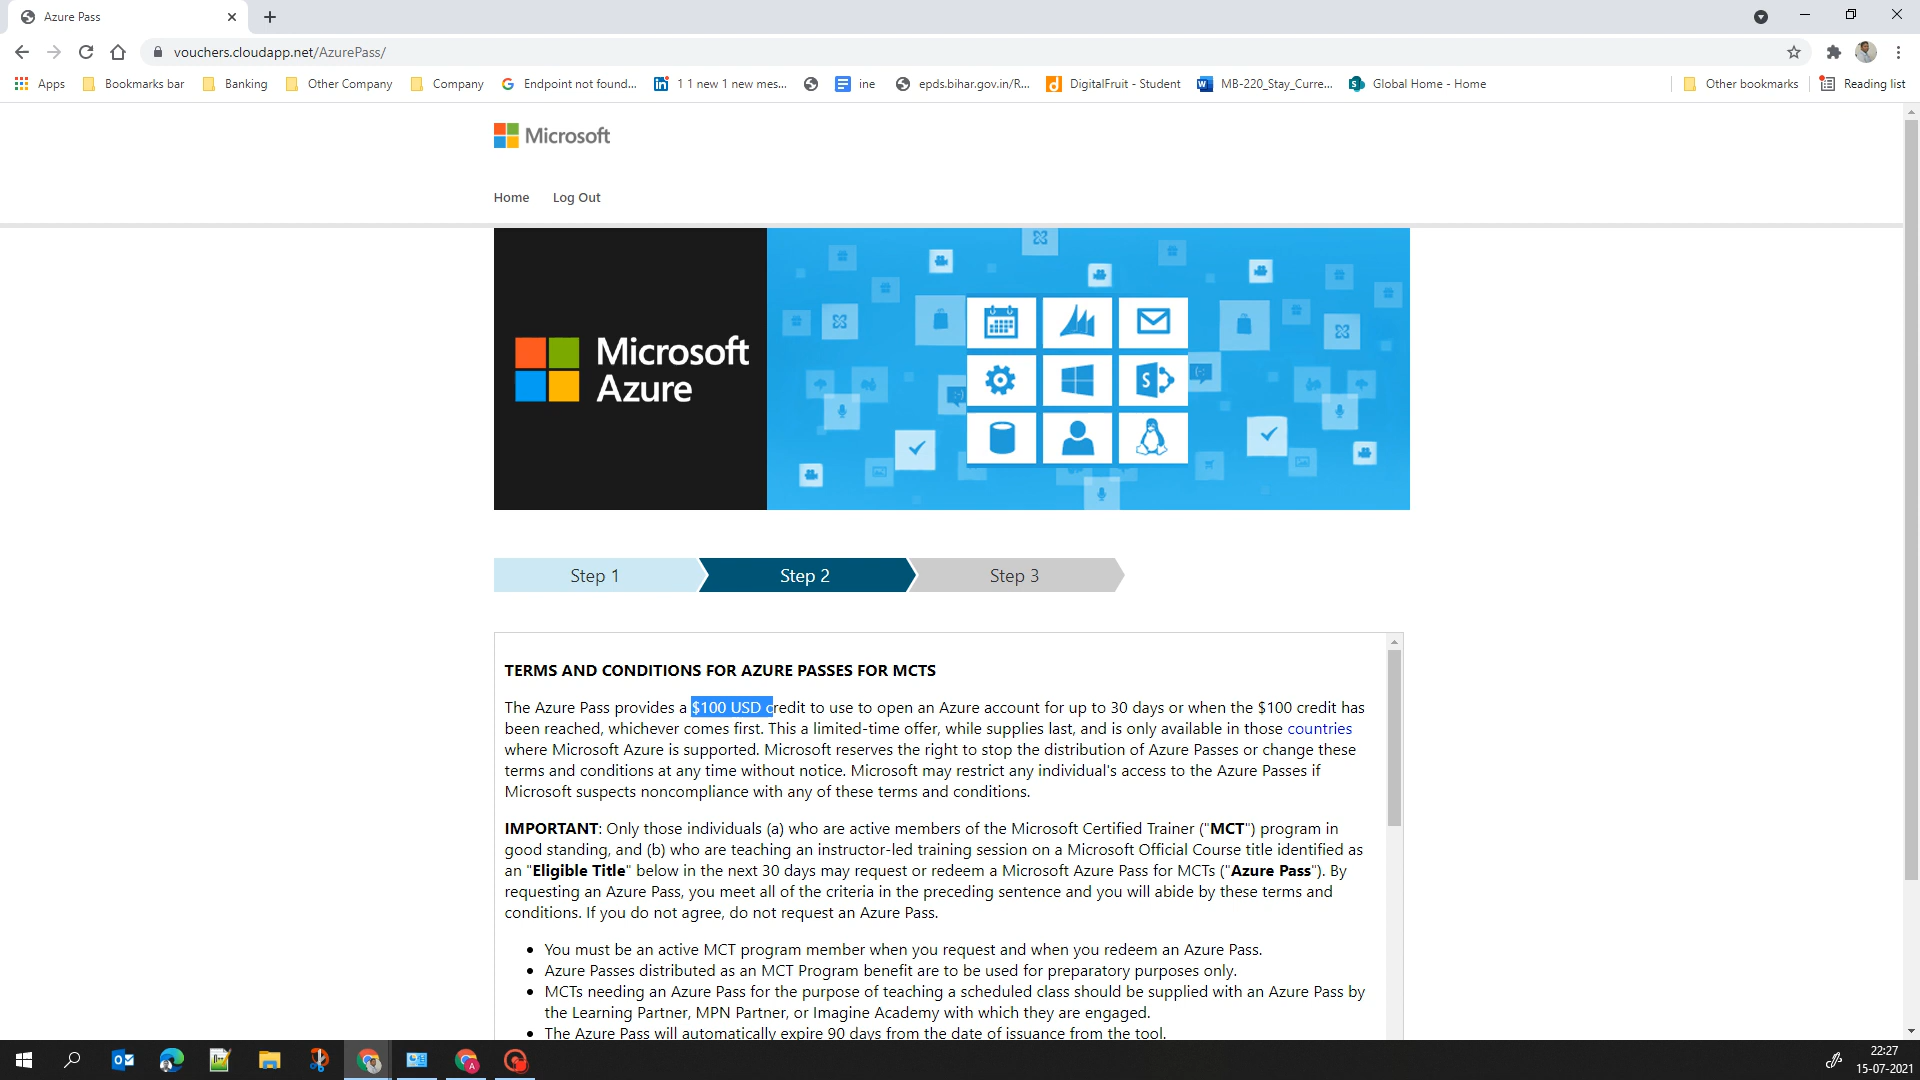 Azure Pass
vouchers.cloudapp.net/AzurePass/
Apps Bookmarks bar Banking Other Company Company Endpoint not found... 1 1 new 1 new mes... ine epds.bihar.gov.in/R... DigitalFruit - Student MB-220_Stay_Curre... Global Home - Home Other bookmarks Reading list
Microsoft
Home Log Out
Microsoft
Azure
Step 1 Step 2 Step 3
TERMS AND CONDITIONS FOR AZURE PASSES FOR MCTS
The Azure Pass provides a $100 USD credit to use to open an Azure account for up to 30 days or when the $100 credit has
been reached, whichever comes first. This a limited-time offer, while supplies last, and is only available in those countries
where Microsoft Azure is supported. Microsoft reserves the right to stop the distribution of Azure Passes or change these
terms and conditions at any time without notice. Microsoft may restrict any individual's access to the Azure Passes if
Microsoft suspects noncompliance with any of these terms and conditions.
IMPORTANT: Only those individuals (a) who are active members of the Microsoft Certified Trainer ("MCT") program in
good standing, and (b) who are teaching an instructor-led training session on a Microsoft Official Course title identified as
an "Eligible Title" below in the next 30 days may request or redeem a Microsoft Azure Pass for MCTs ("Azure Pass"). By
requesting an Azure Pass, you meet all of the criteria in the preceding sentence and you will abide by these terms and
conditions. If you do not agree, do not request an Azure Pass.
• You must be an active MCT program member when you request and when you redeem an Azure Pass.
• Azure Passes distributed as an MCT Program benefit are to be used for preparatory purposes only.
• MCTs needing an Azure Pass for the purpose of teaching a scheduled class should be supplied with an Azure Pass by
the Learning Partner, MPN Partner, or Imagine Academy with which they are engaged.
• The Azure Pass will automatically expire 90 days from the date of issuance from the tool.
22:27
15-07-2021